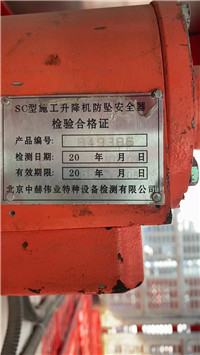 SC型施工升降机防坠安全器
检验合格证
产品编号:
检测日期: 20 年 月 日
有效期限: 20 年 月 日
北京中赫伟业特种设备检测有限公司